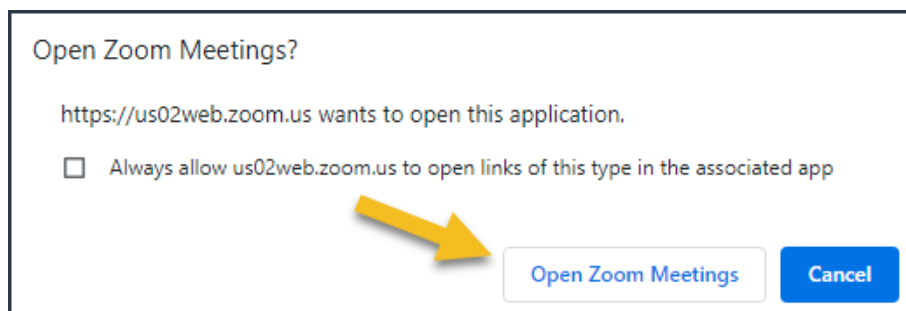 Open Zoom Meetings?
https://us02web.zoom.us wants to open this application.
Always allow us02web.zoom.us to open links of this type in the associated app
Open Zoom Meetings
Cancel